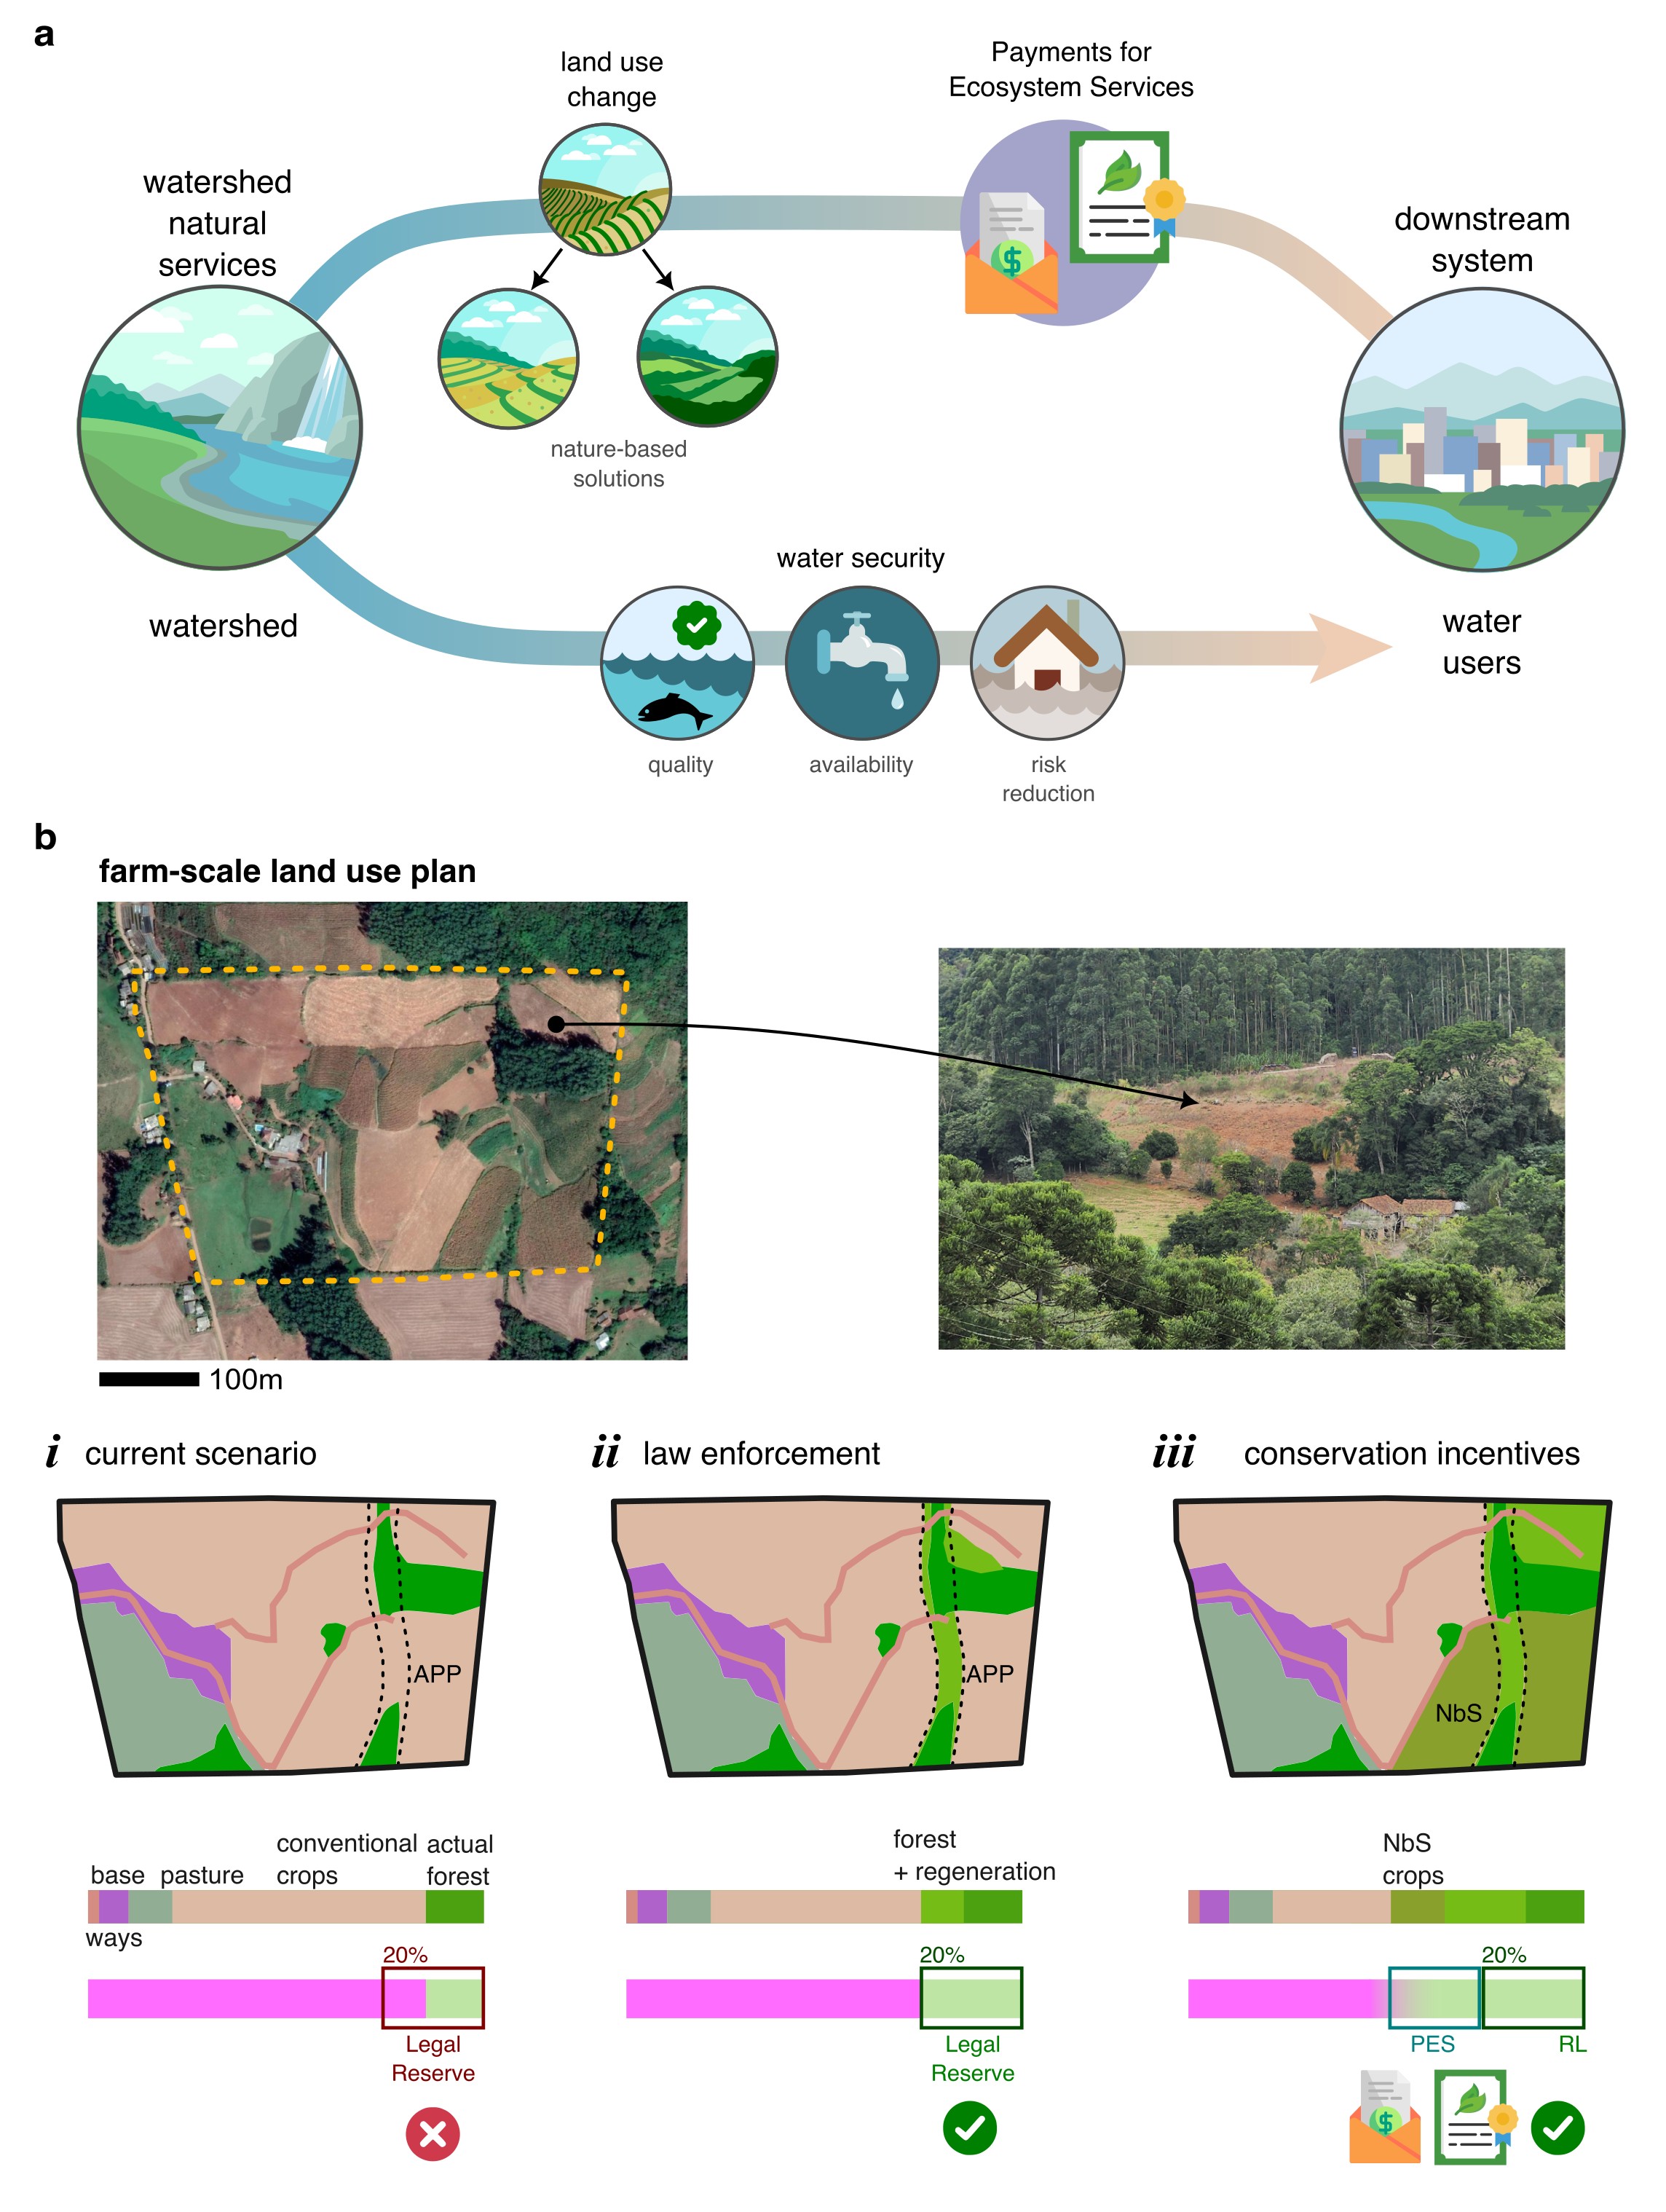 a
land use
change
Payments for
Ecosystem Services
watershed
natural
services
downstream
system
nature-based
solutions
water security
watershed
water
users
quality
availability
risk
reduction
b
farm-scale land use plan
100m
i current scenario
ii law enforcement
iii conservation incentives
APP
APP
NbS
conventional
crops
actual
forest
base
pasture
ways
20%
Legal
Reserve
forest
+ regeneration
20%
Legal
Reserve
NbS
crops
20%
PES
RL
$
$